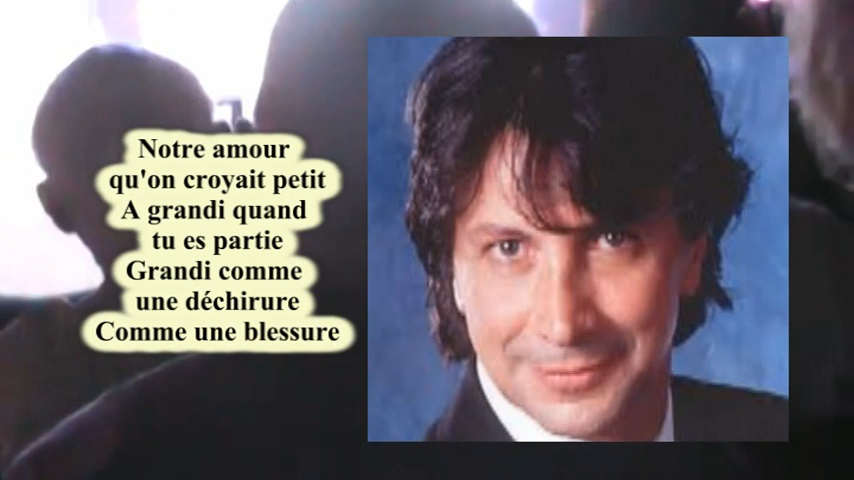 Notre amour
qu'on croyait petit
A grandi quand
tu es partie
Grandi comme
une déchirure
Comme une blessure